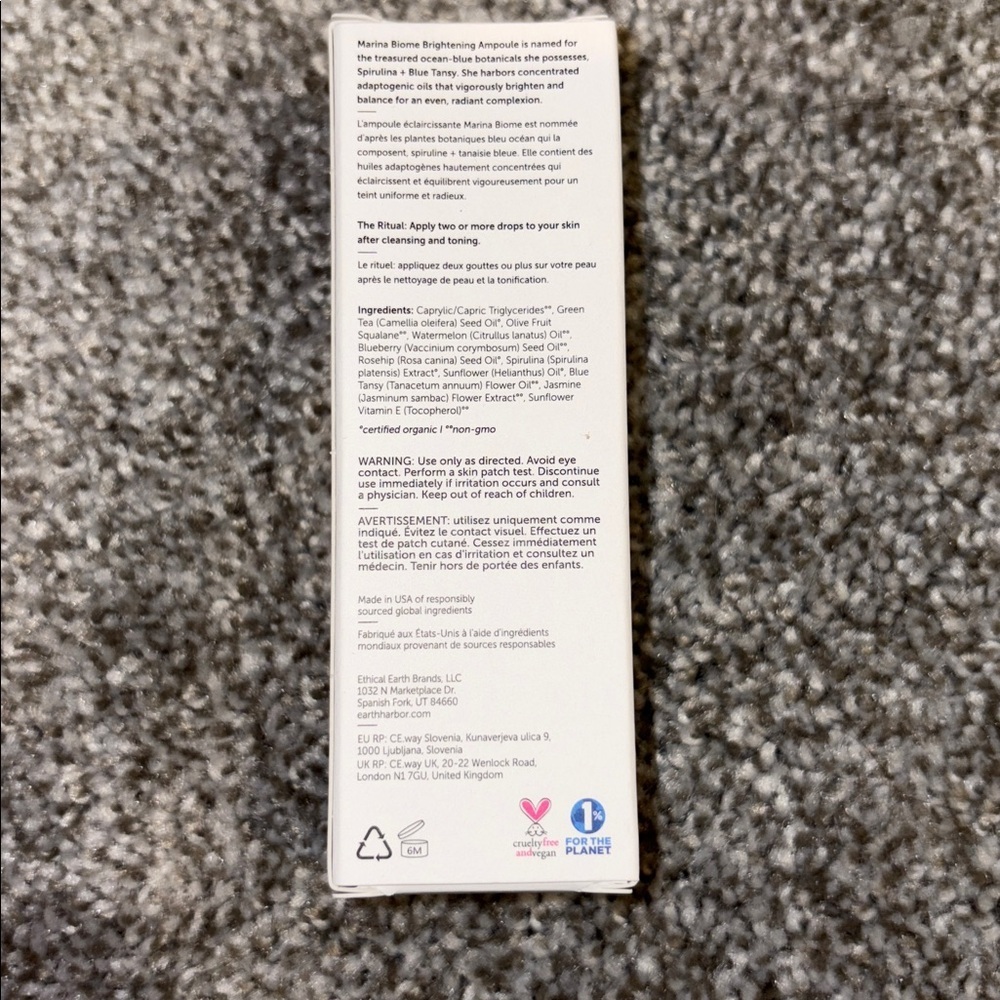 Marina Biome Brightening Ampoule is named for
the treasured ocean-blue botanicals she possesses,
Spirulina + Blue Tansy. She harbors concentrated
adaptogenic oils that vigorously brighten and
balance for an even, radiant complexion.
L'ampoule éclaircissante Marina Biome est nommée
d'après les plantes botaniques bleu océan qui la
composent, spiruline + tanaisie bleue. Elle contient des
huiles adaptogènes hautement concentrées qui
éclaircissent et équilibrent vigoureusement pour un
teint uniforme et radieux.
The Ritual: Apply two or more drops to your skin
after cleansing and toning.
Le rituel: appliquez deux gouttes ou plus sur votre peau
après le nettoyage de peau et la tonification.
Ingredients: Caprylic/Capric Triglycerides**, Green
Tea (Camellia oleifera) Seed Oil*, Olive Fruit
Squalane**, Watermelon (Citrullus lanatus) Oil**,
Blueberry (Vaccinium corymbosum) Seed Oil**,
Rosehip (Rosa canina) Seed Oil*, Spirulina (Spirulina
platensis) Extract*, Sunflower (Helianthus) Oil*, Blue
Tansy (Tanacetum annuum) Flower Oil**, Jasmine
(Jasminum sambac) Flower Extract**, Sunflower
Vitamin E (Tocopherol)**
*certified organic I **non-gmo
WARNING: Use only as directed. Avoid eye
contact. Perform a skin patch test. Discontinue
use immediately if irritation occurs and consult
a physician. Keep out of reach of children.
AVERTISSEMENT: utilisez uniquement comme
indiqué. Évitez le contact visuel. Effectuez un
test de patch cutané. Cessez immédiatement
l'utilisation en cas d'irritation et consultez un
médecin. Tenir hors de portée des enfants.
Made in USA of responsibly
sourced global ingredients
Fabriqué aux États-Unis à l'aide d'ingrédients
mondiaux provenant de sources responsables
Ethical Earth Brands, LLC
1032 N Marketplace Dr.
Spanish Fork, UT 84660
earthharbor.com
EU RP: CE.way Slovenia, Kunaverjeva ulica 9,
1000 Ljubljana, Slovenia
UK RP: CE.way UK, 20-22 Wenlock Road,
London N1 7GU, United Kingdom
6M
crueltyfree
andvegan
1%
FOR THE
PLANET